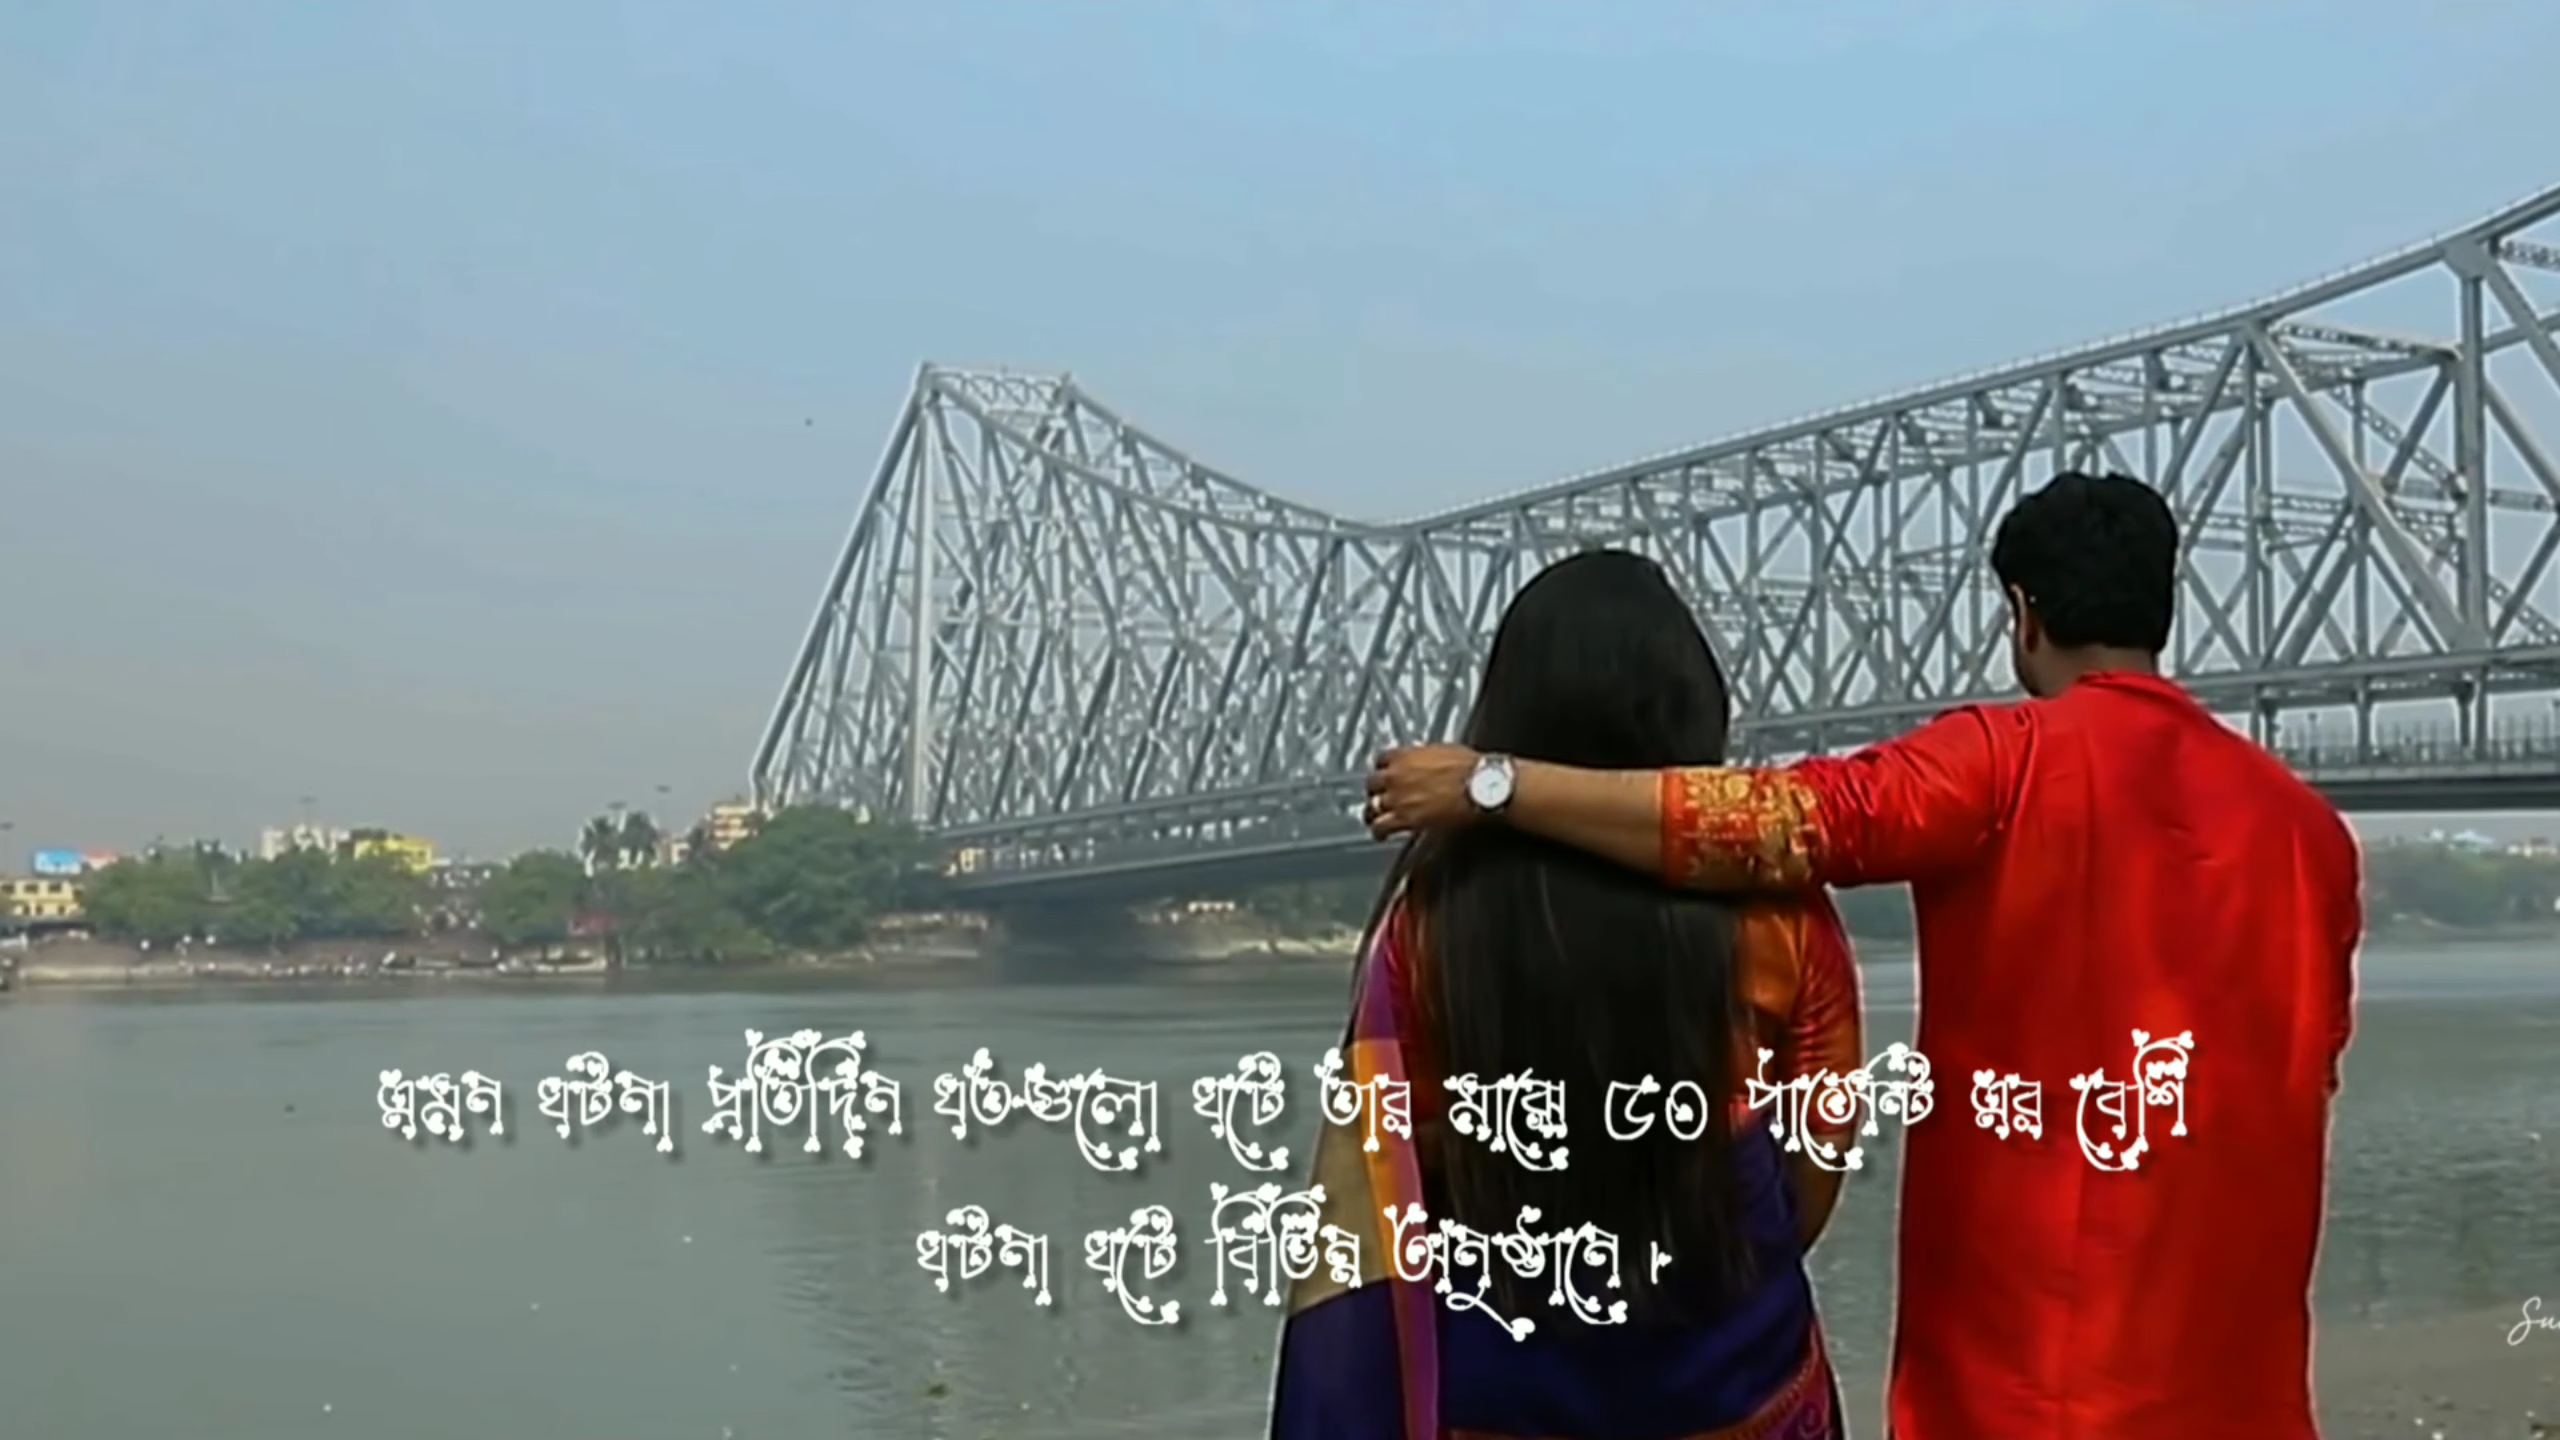 এমন ঘটনা প্রতিদিন যতগুলো ঘটে তার মাঝে ৮০ পার্সেন্ট এর বেশি
ঘটনা ঘটে বিভিন্ন অনুষ্ঠানে ।